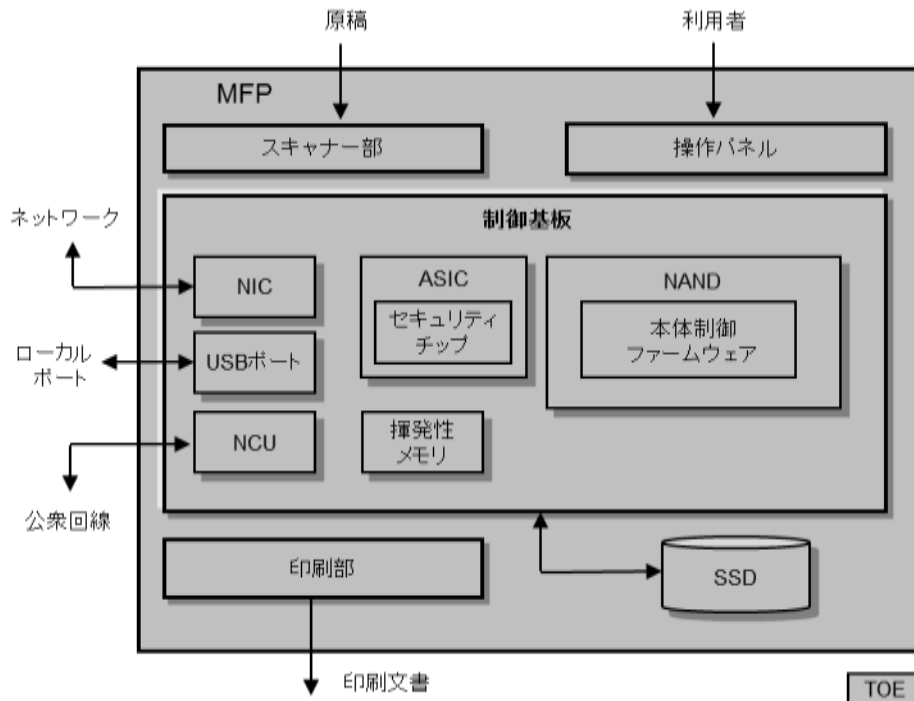 原稿
利用者
MFP
スキャナー部
操作パネル
ネットワーク
制御基板
NIC
ASIC
セキュリティ
チップ
NAND
本体制御
ファームウェア
ローカル
ポート
USBポート
NCU
揮発性
メモリ
公衆回線
印刷部
SSD
印刷文書
TOE